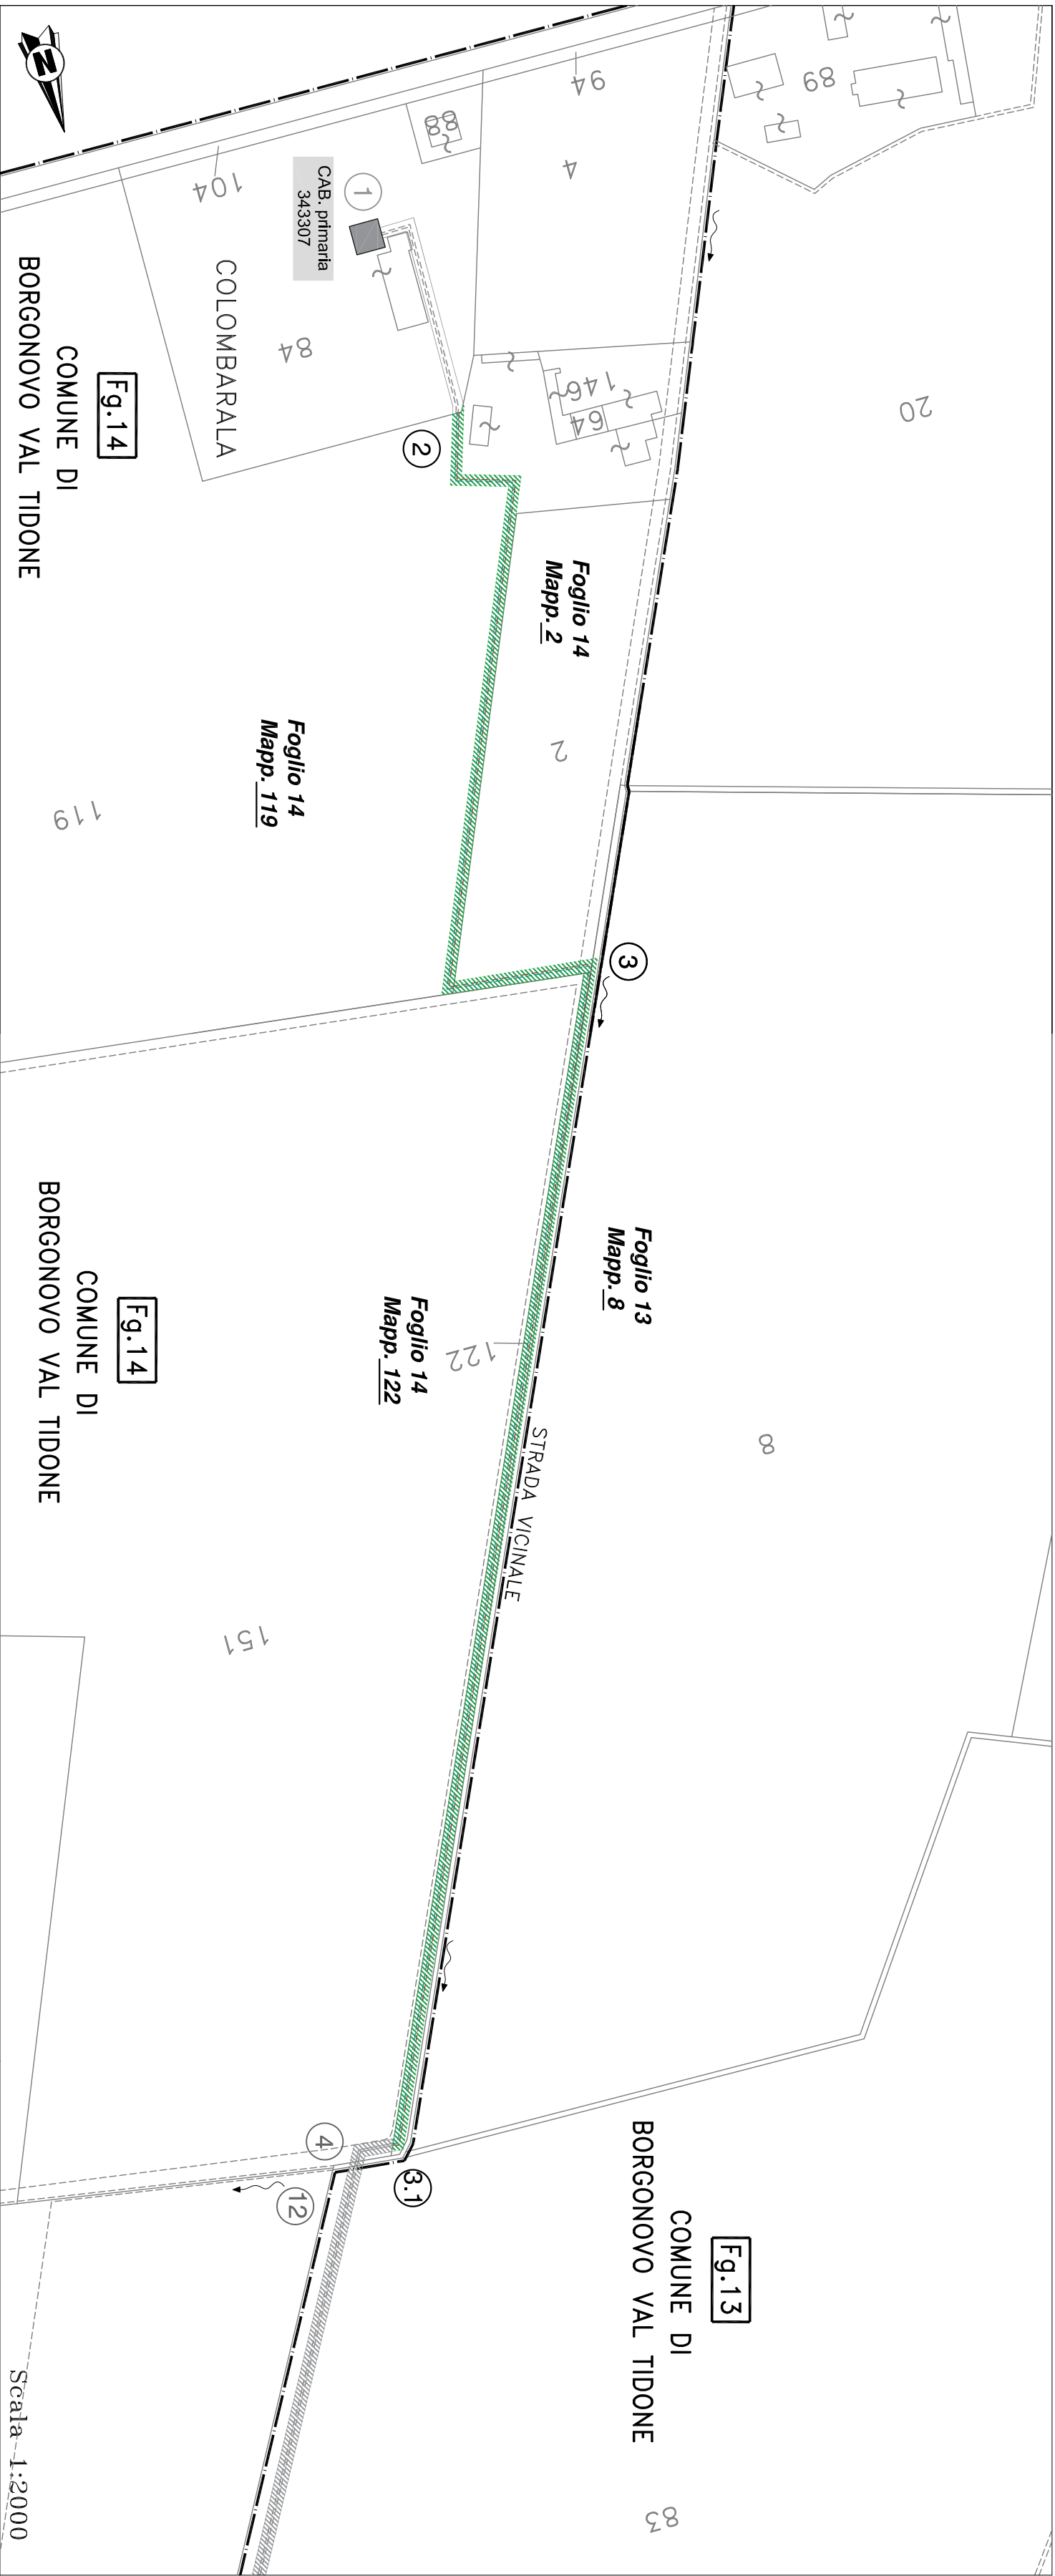 N
94
4
88
104
89
20
1
CAB. primaria
343307
84
COLOMBARALA
146
64
2
Fg.14
COMUNE DI
BORGONOVO VAL TIDONE
Foglio 14
Mapp. 2
2
Foglio 14
Mapp. 119
119
3
Foglio 13
Mapp. 8
8
Fg.14
COMUNE DI
BORGONOVO VAL TIDONE
Foglio 14
Mapp. 122
122
STRADA VICINALE
151
4
3.1
12
Fg.13
COMUNE DI
BORGONOVO VAL TIDONE
83
Scala 1:2000